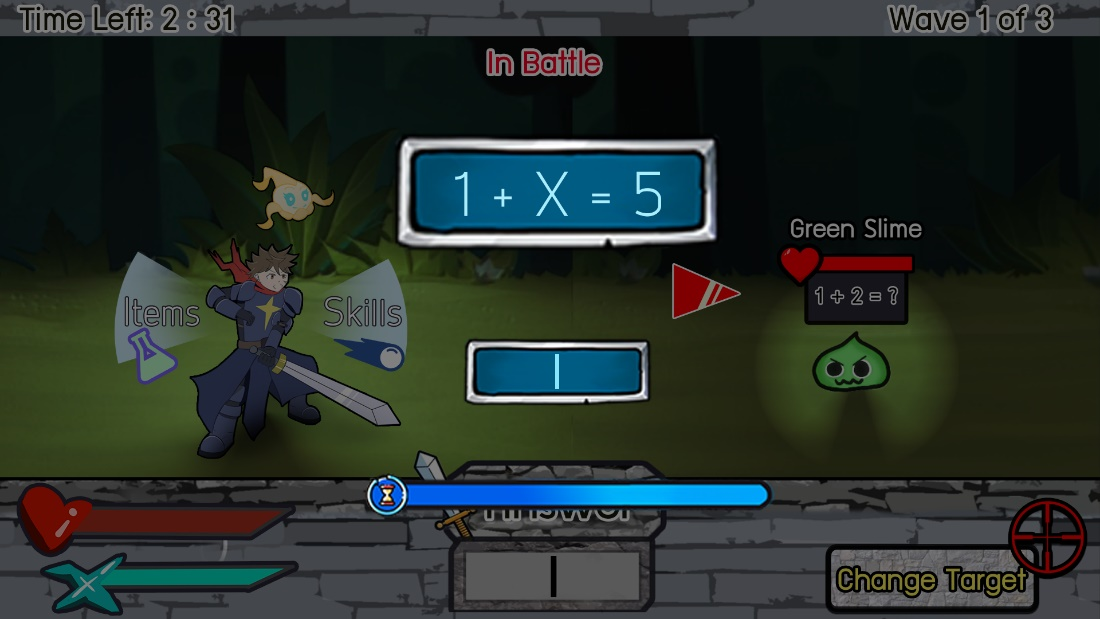 Time Left: 2 : 31
Wave 1 of 3
In Battle
1 + X = 5
Green Slime
1 + 2 = ?
Items
Skills
Answer
Change Target